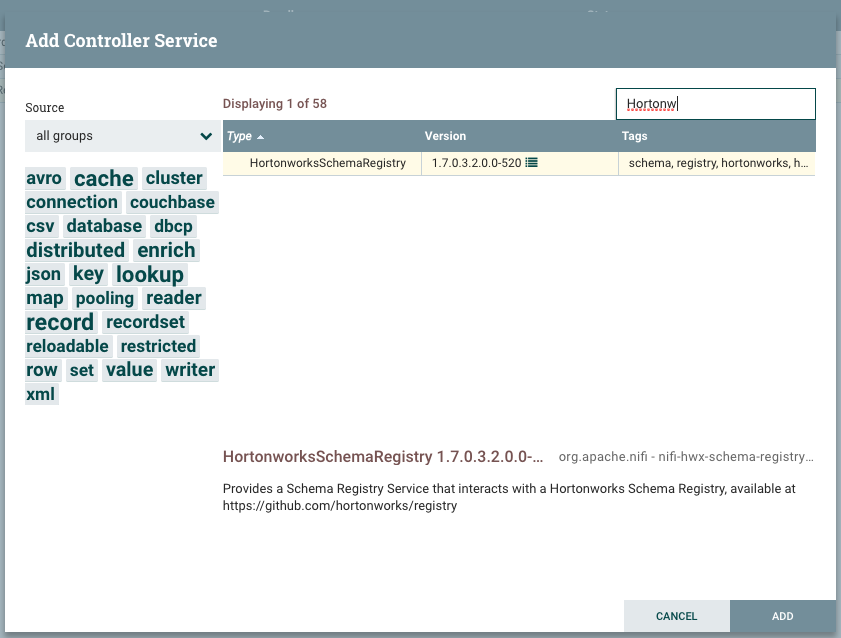 Add Controller Service
Source
Displaying 1 of 58
Hortonw
all groups
Type Version Tags
HortonworksSchemaRegistry 1.7.0.3.2.0.0-520 schema, registry, hortonworks, h...
avro cache cluster
connection couchbase
csv database dbcp
distributed enrich
json key lookup
map pooling reader
record recordset
reloadable restricted
row set value writer
xml
HortonworksSchemaRegistry 1.7.0.3.2.0.0-... org.apache.nifi - nifi-hwx-schema-registry...
Provides a Schema Registry Service that interacts with a Hortonworks Schema Registry, available at
https://github.com/hortonworks/registry
CANCEL ADD